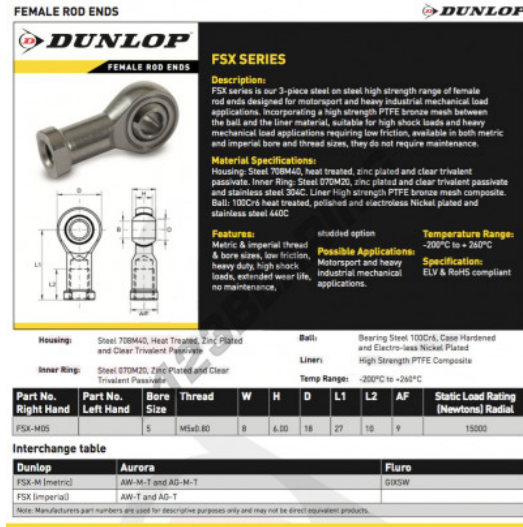 FEMALE ROD ENDS
DUNLOP
DUNLOP
FEMALE ROD ENDS
FSX SERIES
Description:
FSX series is our 3-piece steel on steel high strength range of female
rod ends designed for motorsport and heavy industrial mechanical load
applications. Incorporating a high strength PTFE bronze mesh between
the ball and the liner material, suitable for high shock loads and heavy
mechanical load applications requiring low friction, available in both metric
and imperial bore and thread sizes, they do not require maintenance.
Material Specifications:
Housing: Steel 708M40, heat treated, zinc plated and clear trivalent
passivate. Inner Ring: Steel 070M20, zinc plated and clear trivalent passivate
and stainless steel 304C. Liner High strength PTFE bronze mesh composite.
Ball: 100Cr6 heat treated, polished and electroless Nickel plated and
stainless steel 440C
Features:
Metric & imperial thread
& bore sizes, low friction,
heavy duty, high shock
loads, extended wear life,
no maintenance,
studded option
Possible Applications:
Motorsport and heavy
industrial mechanical
applications.
Temperature Range:
-200°C to + 260°C
Specification:
ELV & RoHS compliant
D
H
B
D
L1
L2
A/F
Housing: Steel 708M40, Heat Treated, Zinc Plated
and Clear Trivalent Passivate
Inner Ring: Steel 070M20, Zinc Plated and Clear
Trivalent Passivate
Ball: Bearing Steel 100Cr6, Case Hardened
and Electro-less Nickel Plated
Liner: High Strength PTFE Composite
Temp Range: -200°C to +260°C
Part No. Right Hand Part No. Left Hand Bore Size Thread W H D L1 L2 AF Static Load Rating (Newtons) Radial
FSX-M05 5 M5x0.80 8 6.00 18 27 10 9 15000
Interchange table
Dunlop Aurora Fluro
FSX-M (metric) AW-M-T and AG-M-T GIXSW
FSX (imperial) AW-T and AG-T
Note: Manufacturers part numbers are used for descriptive purposes only and may not be direct equivalent products.